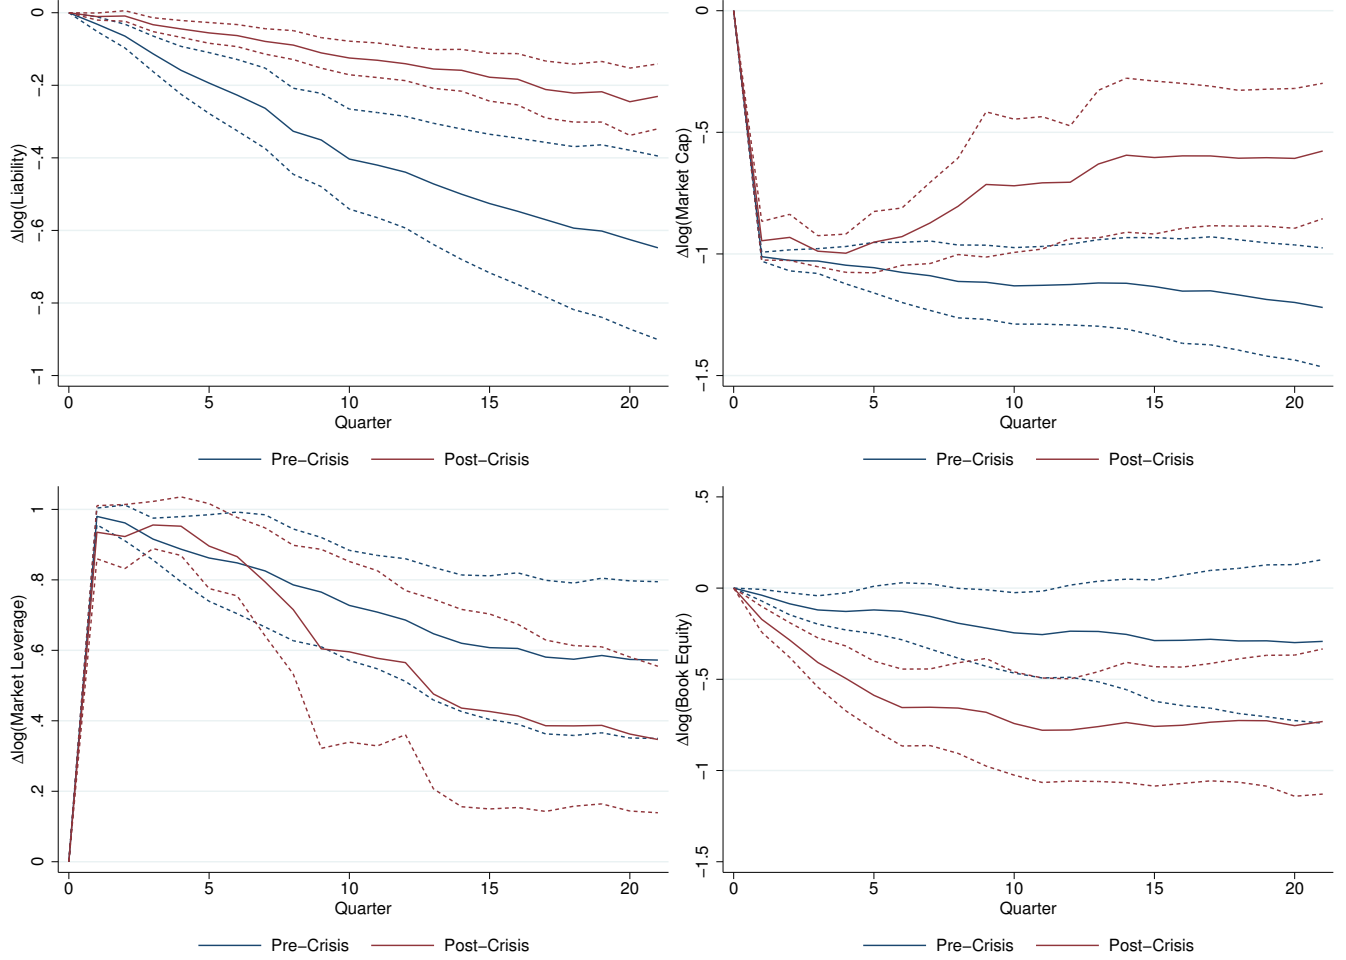 Δlog(Liability)
0
−.2
−.4
−.6
−.8
−1
0 5 10 15 20
Quarter
Pre−Crisis Post−Crisis
Δlog(Market Cap)
0
−.5
−1
−1.5
0 5 10 15 20
Quarter
Pre−Crisis Post−Crisis
Δlog(Market Leverage)
1
.8
.6
.4
.2
0
0 5 10 15 20
Quarter
Pre−Crisis Post−Crisis
Δlog(Book Equity)
.5
0
−.5
−1
−1.5
0 5 10 15 20
Quarter
Pre−Crisis Post−Crisis